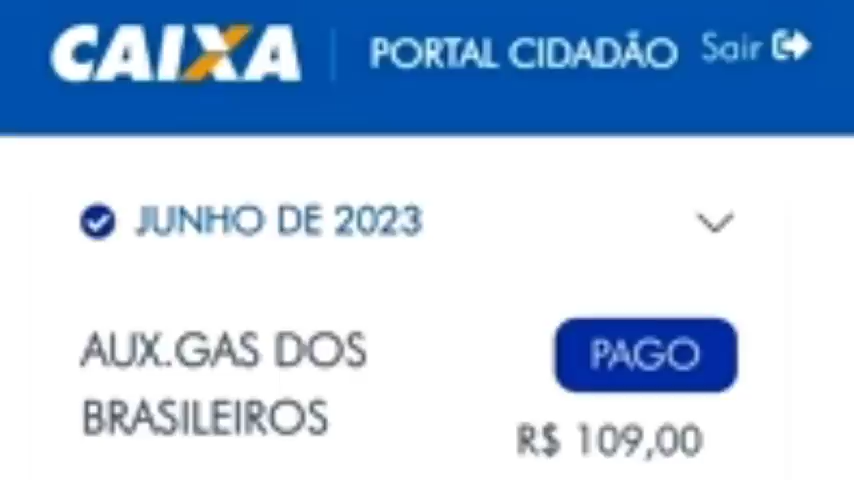 CAIXA PORTAL CIDADÃO Sair
JUNHO DE 2023
AUX.GAS DOS PAGO
BRASILEIROS
R$ 109,00